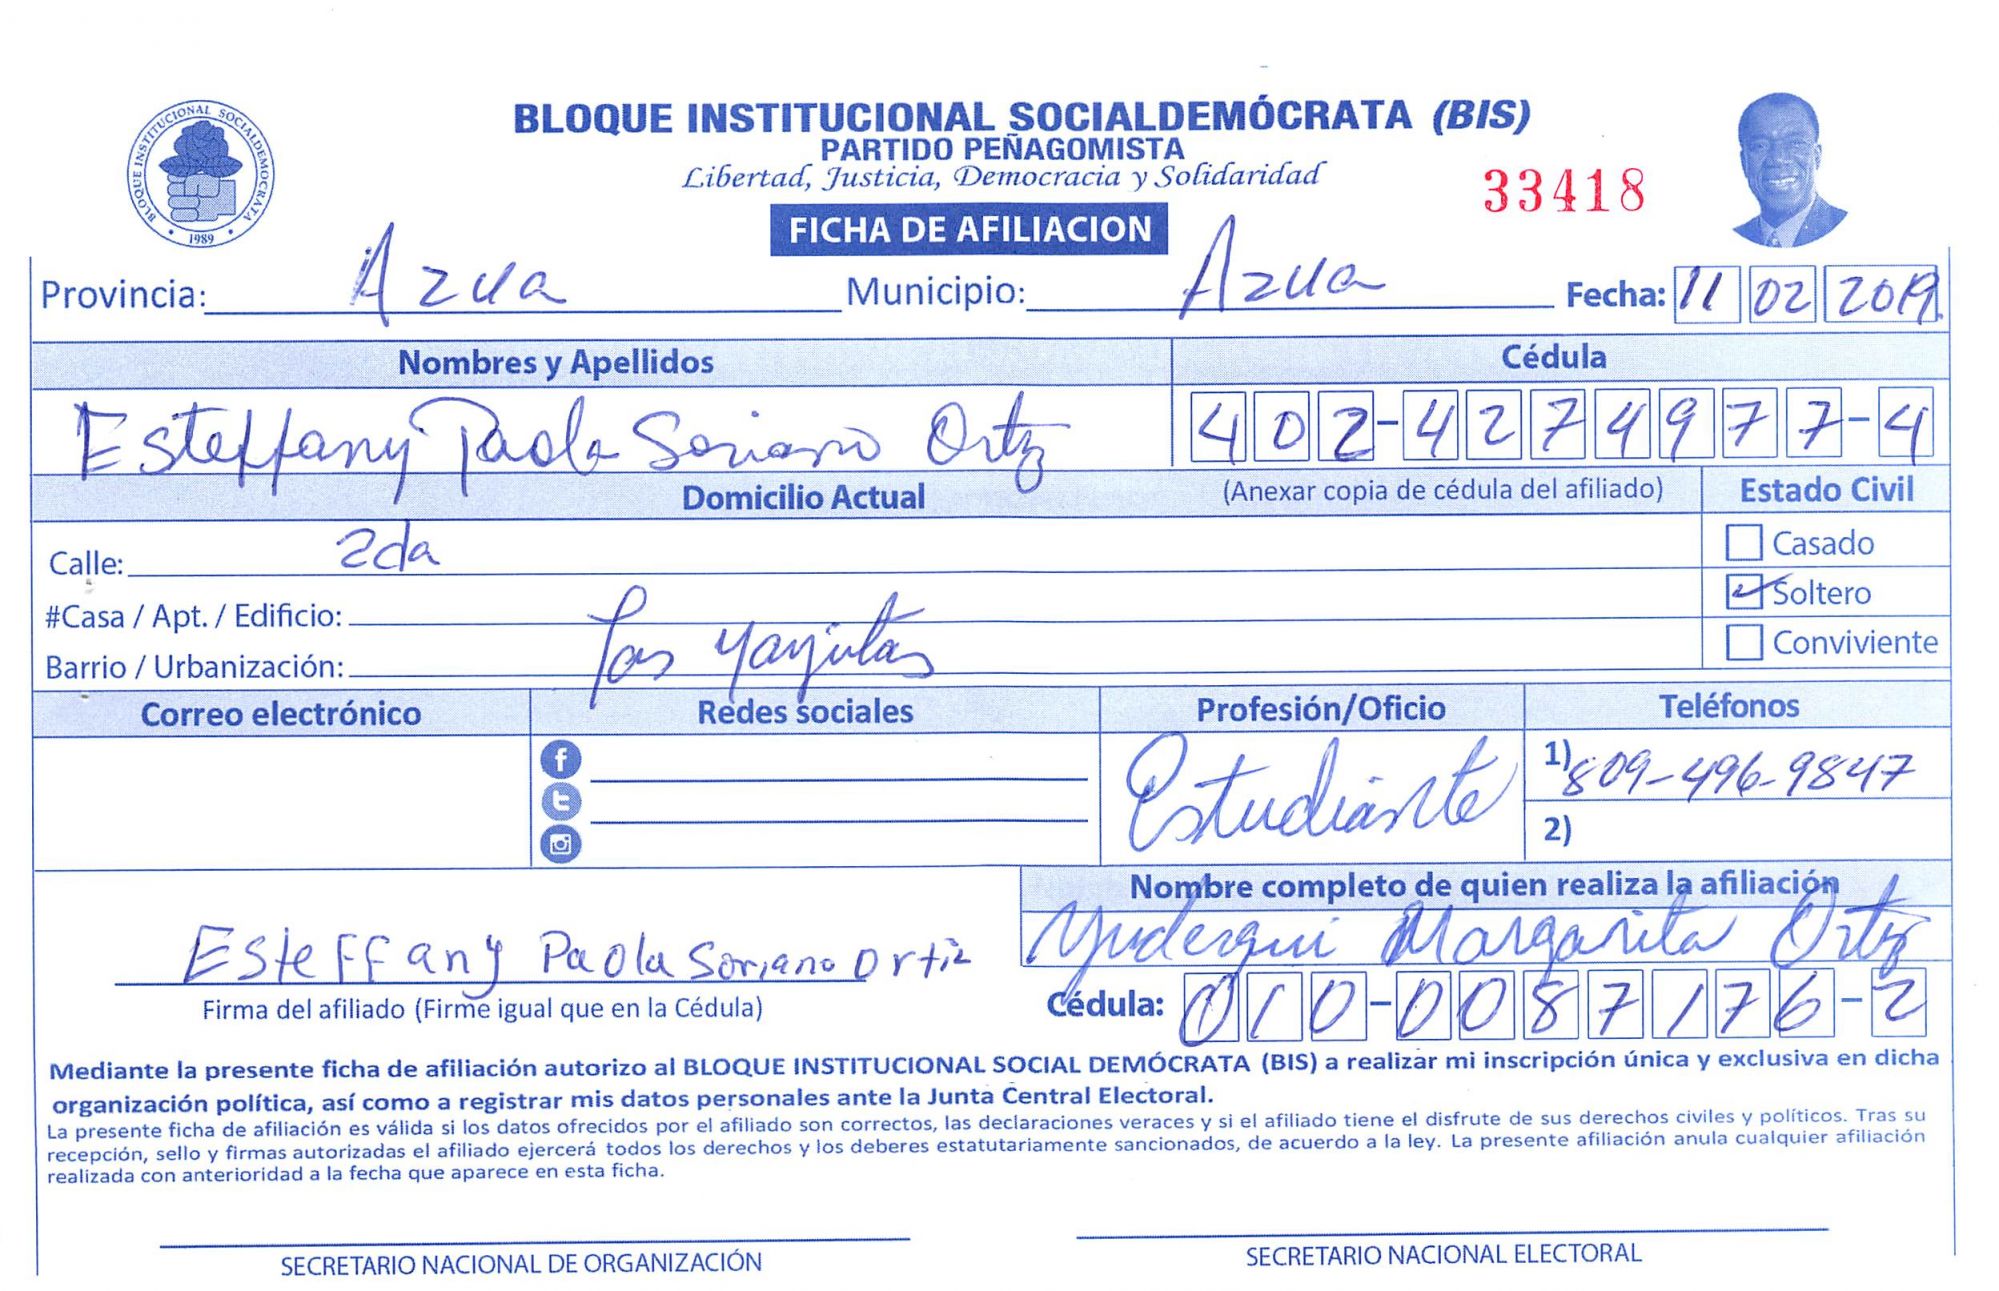 BLOQUE INSTITUCIONAL SOCIALDEMÓCRATA
1989
BLOQUE INSTITUCIONAL SOCIALDEMÓCRATA (BIS)
PARTIDO PEÑAGOMISTA
Libertad, Justicia, Democracia y Solidaridad
33418
FICHA DE AFILIACION
Provincia: Azua Municipio: Azua Fecha: 11 02 2019
Nombres y Apellidos Cédula
Esteffany Paola Soriano Ortiz 402-4274977-4
Domicilio Actual (Anexar copia de cédula del afiliado) Estado Civil
Calle: 2da Casado
#Casa / Apt. / Edificio: Soltero
Barrio / Urbanización: Las Yayitas Conviviente
Correo electrónico Redes sociales Profesión/Oficio Teléfonos
Estudiante 1) 809-496-9847
2)
Nombre completo de quien realiza la afiliación
Margarita Ortiz
Esteffany Paola Soriano Ortiz
Firma del afiliado (Firme igual que en la Cédula) Cédula: 010-0087176-2
Mediante la presente ficha de afiliación autorizo al BLOQUE INSTITUCIONAL SOCIAL DEMÓCRATA (BIS) a realizar mi inscripción única y exclusiva en dicha
organización política, así como a registrar mis datos personales ante la Junta Central Electoral.
La presente ficha de afiliación es válida si los datos ofrecidos por el afiliado son correctos, las declaraciones veraces y si el afiliado tiene el disfrute de sus derechos civiles y políticos. Tras su
recepción, sello y firmas autorizadas el afiliado ejercerá todos los derechos y los deberes estatutariamente sancionados, de acuerdo a la ley. La presente afiliación anula cualquier afiliación
realizada con anterioridad a la fecha que aparece en esta ficha.
SECRETARIO NACIONAL DE ORGANIZACIÓN SECRETARIO NACIONAL ELECTORAL